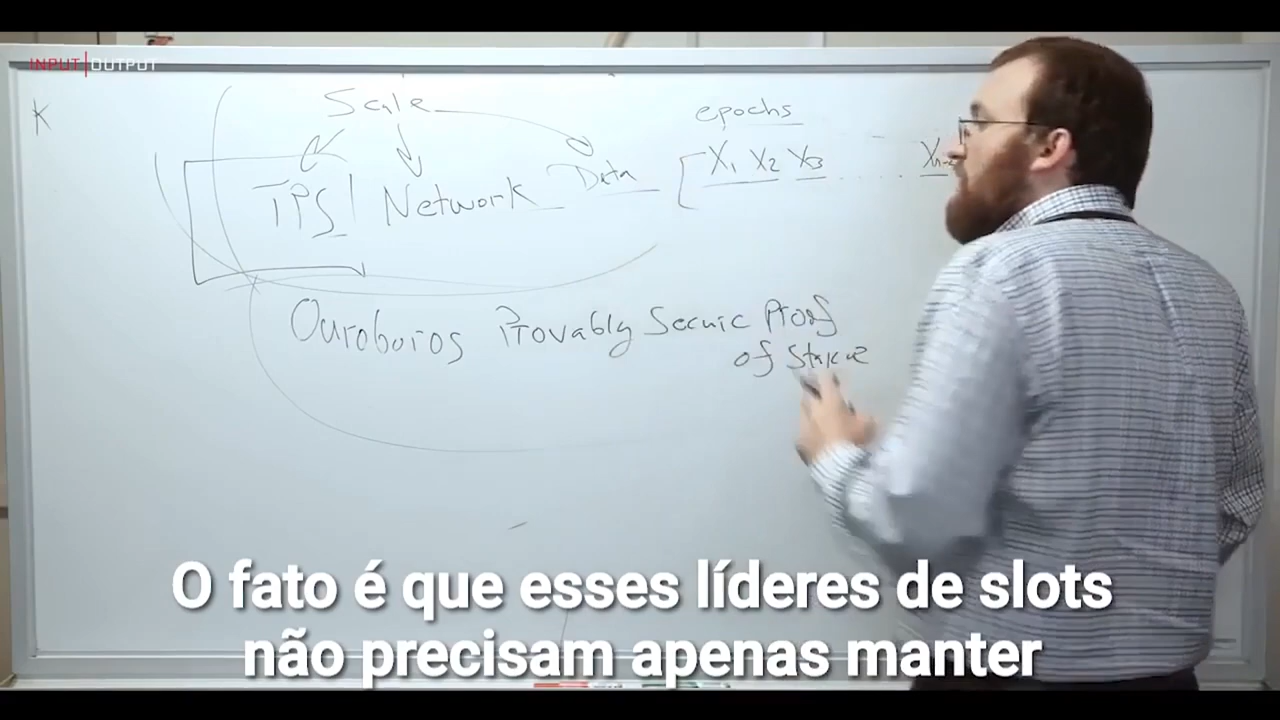 INPUT|OUTPUT
K
Scale
epochs
TPS
Network
Data
X1 X2 X3 ......
Ouroboros Provably Secure Proof
of Stake
O fato é que esses líderes de slots
não precisam apenas manter